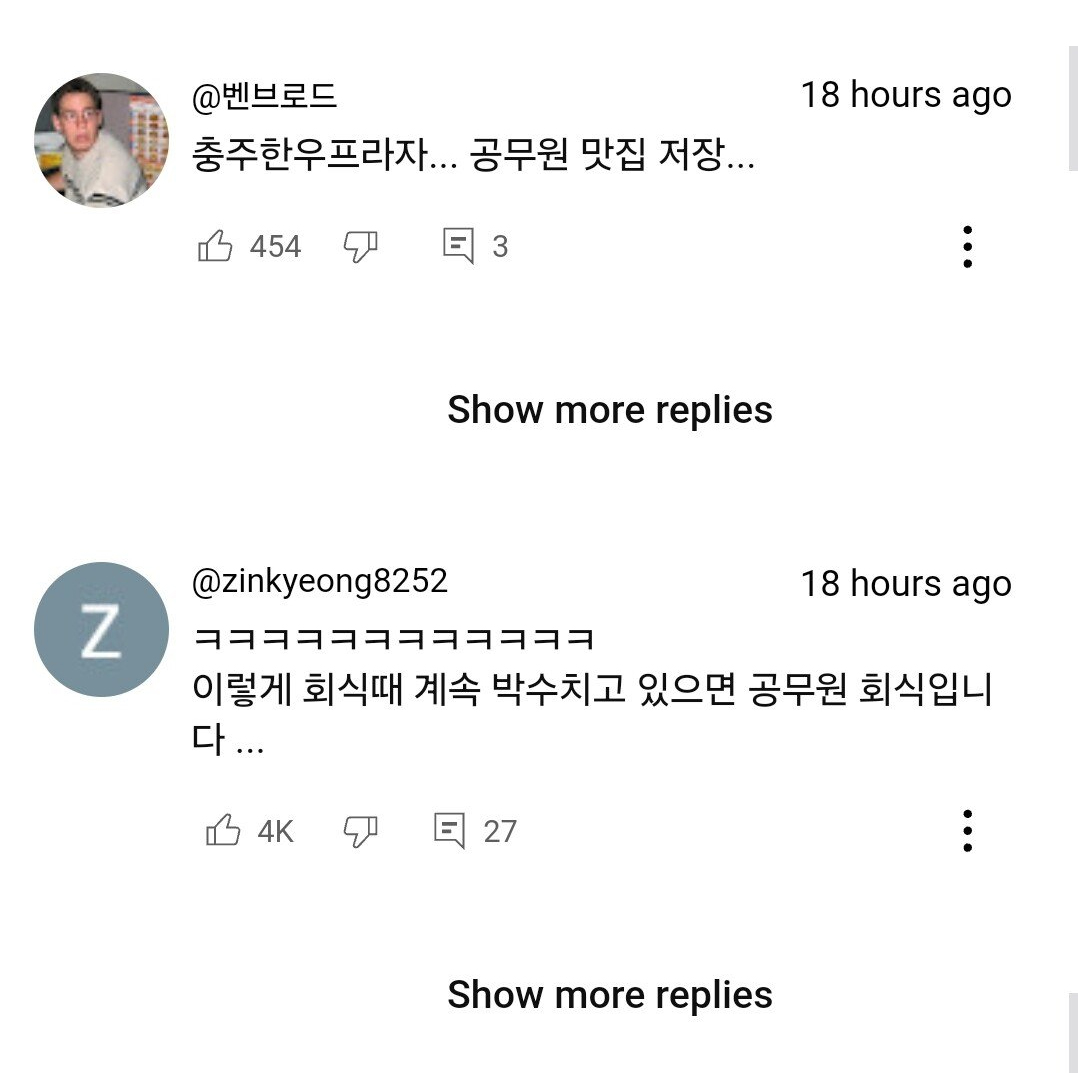 @벤브로드
18 hours ago
충주한우프라자... 공무원 맛집 저장...
454
3
Show more replies
Z
@zinkyeong8252
18 hours ago
ㅋㅋㅋㅋㅋㅋㅋㅋㅋㅋㅋㅋ
이렇게 회식때 계속 박수치고 있으면 공무원 회식입니
다 ...
4K
27
Show more replies